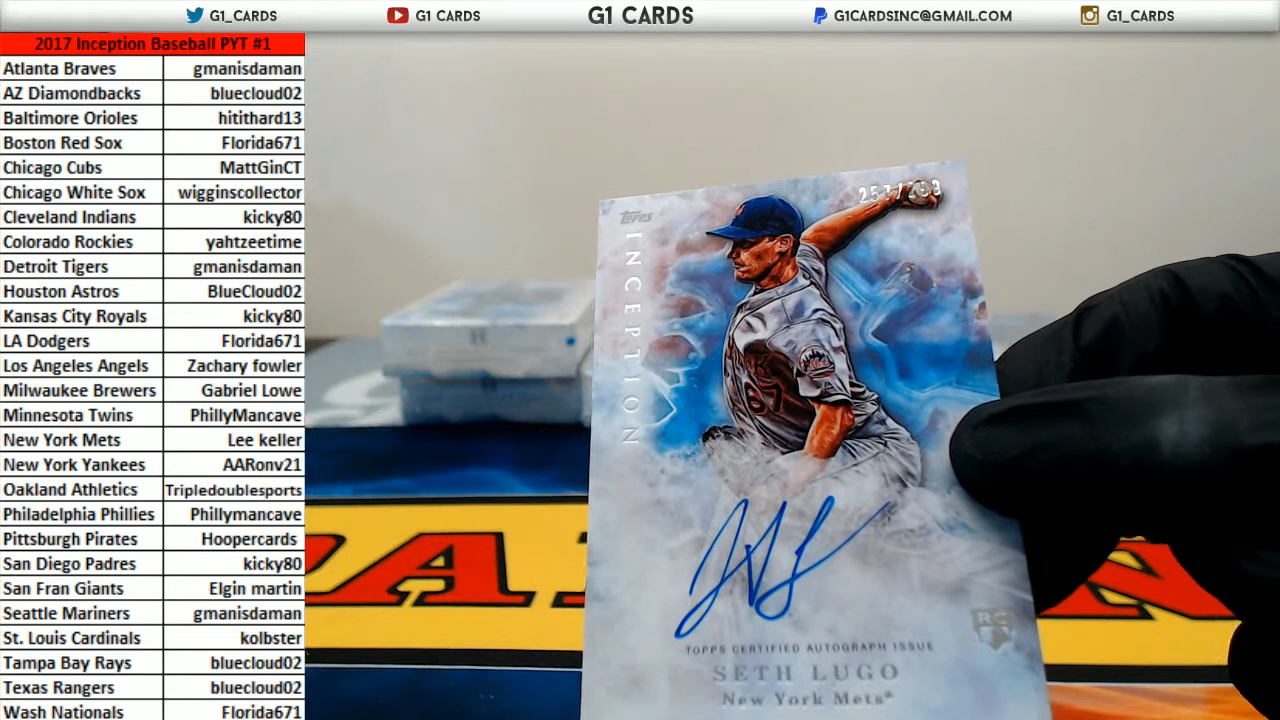 G1_CARDS
G1 CARDS
G1 CARDS
G1CARDSINC@GMAIL.COM
G1_CARDS
2017 Inception Baseball PYT #1
Atlanta Braves gmanisdaman
AZ Diamondbacks bluecloud02
Baltimore Orioles hitithard13
Boston Red Sox Florida671
Chicago Cubs MattGinCT
Chicago White Sox wigginscollector
Cleveland Indians kicky80
Colorado Rockies yahtzeetime
Detroit Tigers gmanisdaman
Houston Astros BlueCloud02
Kansas City Royals kicky80
LA Dodgers Florida671
Los Angeles Angels Zachary fowler
Milwaukee Brewers Gabriel Lowe
Minnesota Twins PhillyMancave
New York Mets Lee keller
New York Yankees AARonv21
Oakland Athletics Tripledoublesports
Philadelphia Phillies Phillymancave
Pittsburgh Pirates Hoopercards
San Diego Padres kicky80
San Fran Giants Elgin martin
Seattle Mariners gmanisdaman
St. Louis Cardinals kolbster
Tampa Bay Rays bluecloud02
Texas Rangers bluecloud02
Wash Nationals Florida671
TOPPS
INCEPTION
67
TOPPS CERTIFIED AUTOGRAPH ISSUE
SETH LUGO
New York Mets®
RC